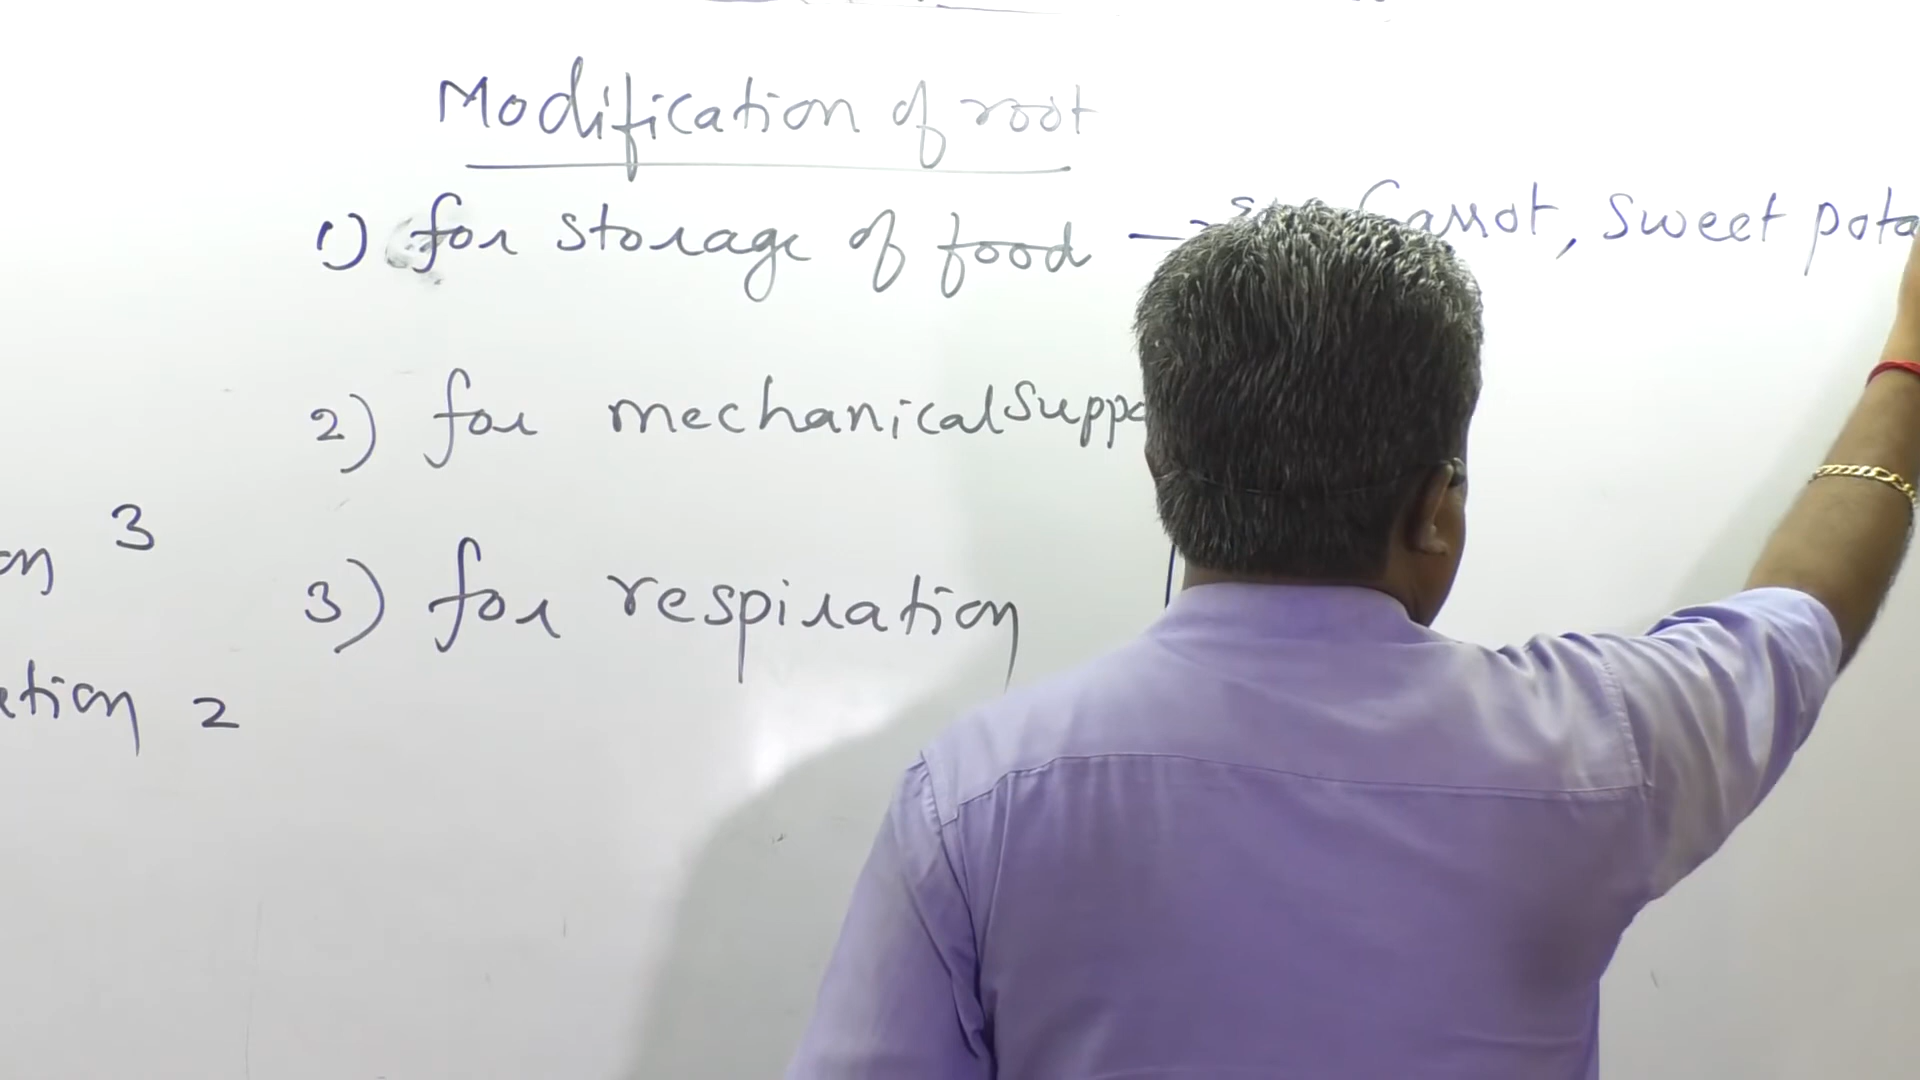 Modification of root
1) for storage of food — Carrot, Sweet pota
2) for mechanical Suppo
3) for respiration
on 3
ation 2